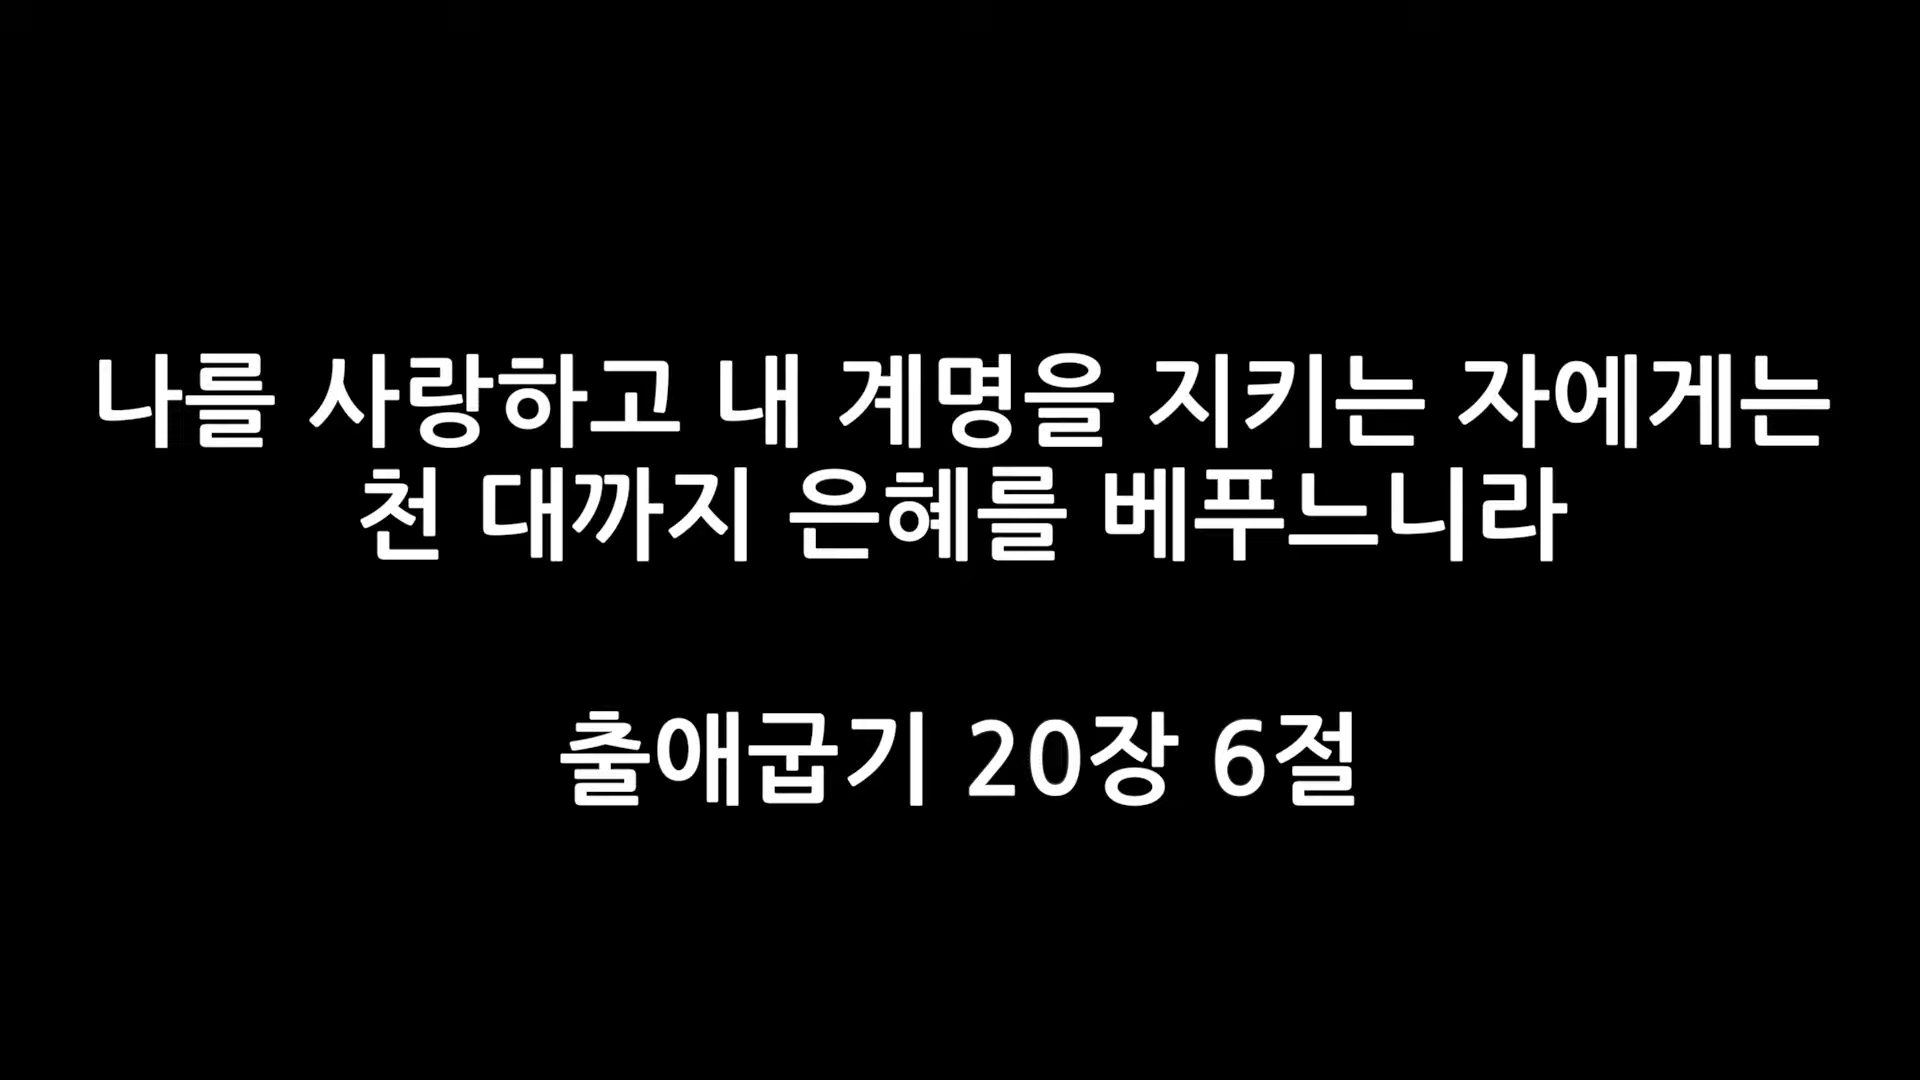 나를 사랑하고 내 계명을 지키는 자에게는
천 대까지 은혜를 베푸느니라
출애굽기 20장 6절